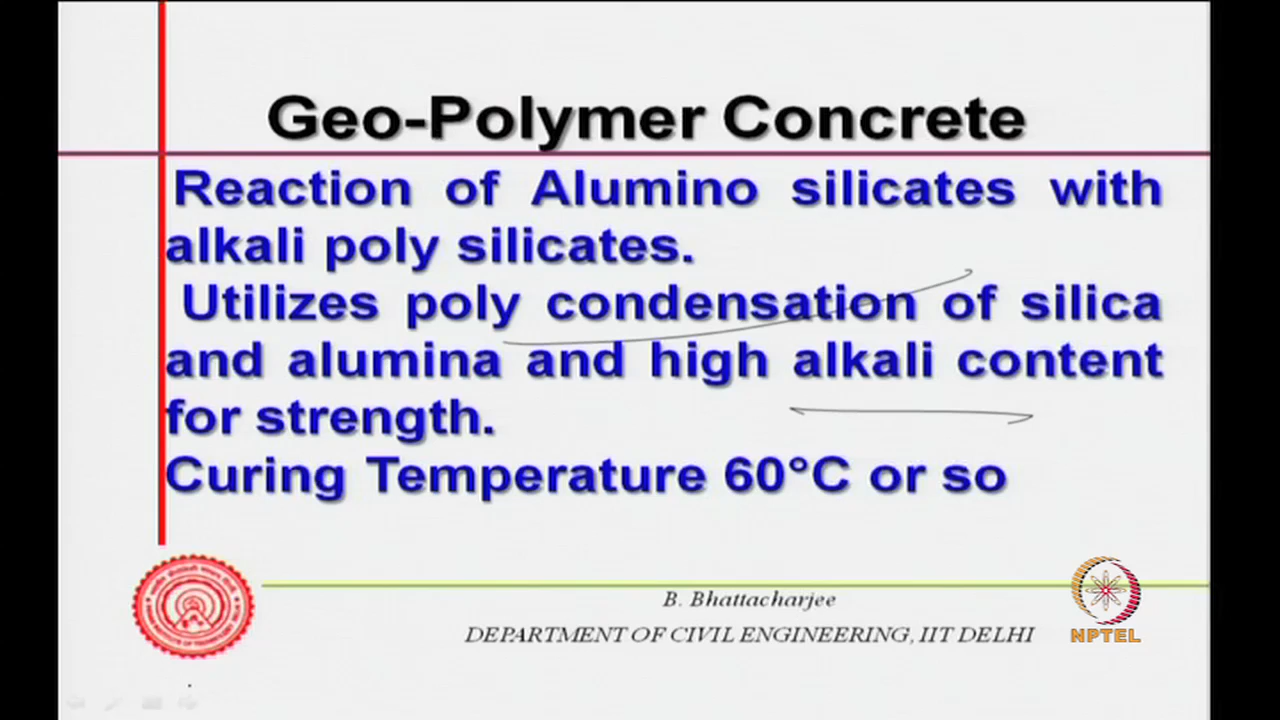 Geo-Polymer Concrete
Reaction of Alumino silicates with
alkali poly silicates.
Utilizes poly condensation of silica
and alumina and high alkali content
for strength.
Curing Temperature 60°C or so
B. Bhattacharjee
DEPARTMENT OF CIVIL ENGINEERING, IIT DELHI
NPTEL